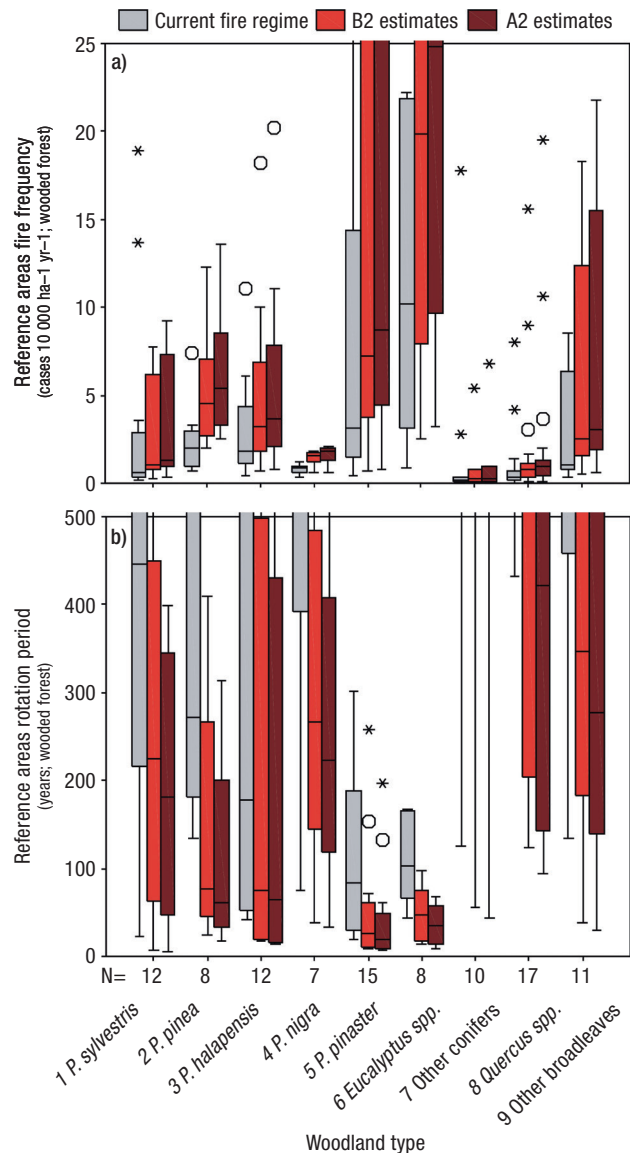 Current fire regime B2 estimates A2 estimates
a)
Reference areas fire frequency
(cases 10 000 ha–1 yr–1; wooded forest)
25
20
15
10
5
0
b)
Reference areas rotation period
(years; wooded forest)
500
400
300
200
100
0
N= 12 8 12 7 15 8 10 17 11
1 P. sylvestris
2 P. pinea
3 P. halapensis
4 P. nigra
5 P. pinaster
6 Eucalyptus spp.
7 Other conifers
8 Quercus spp.
9 Other broadleaves
Woodland type